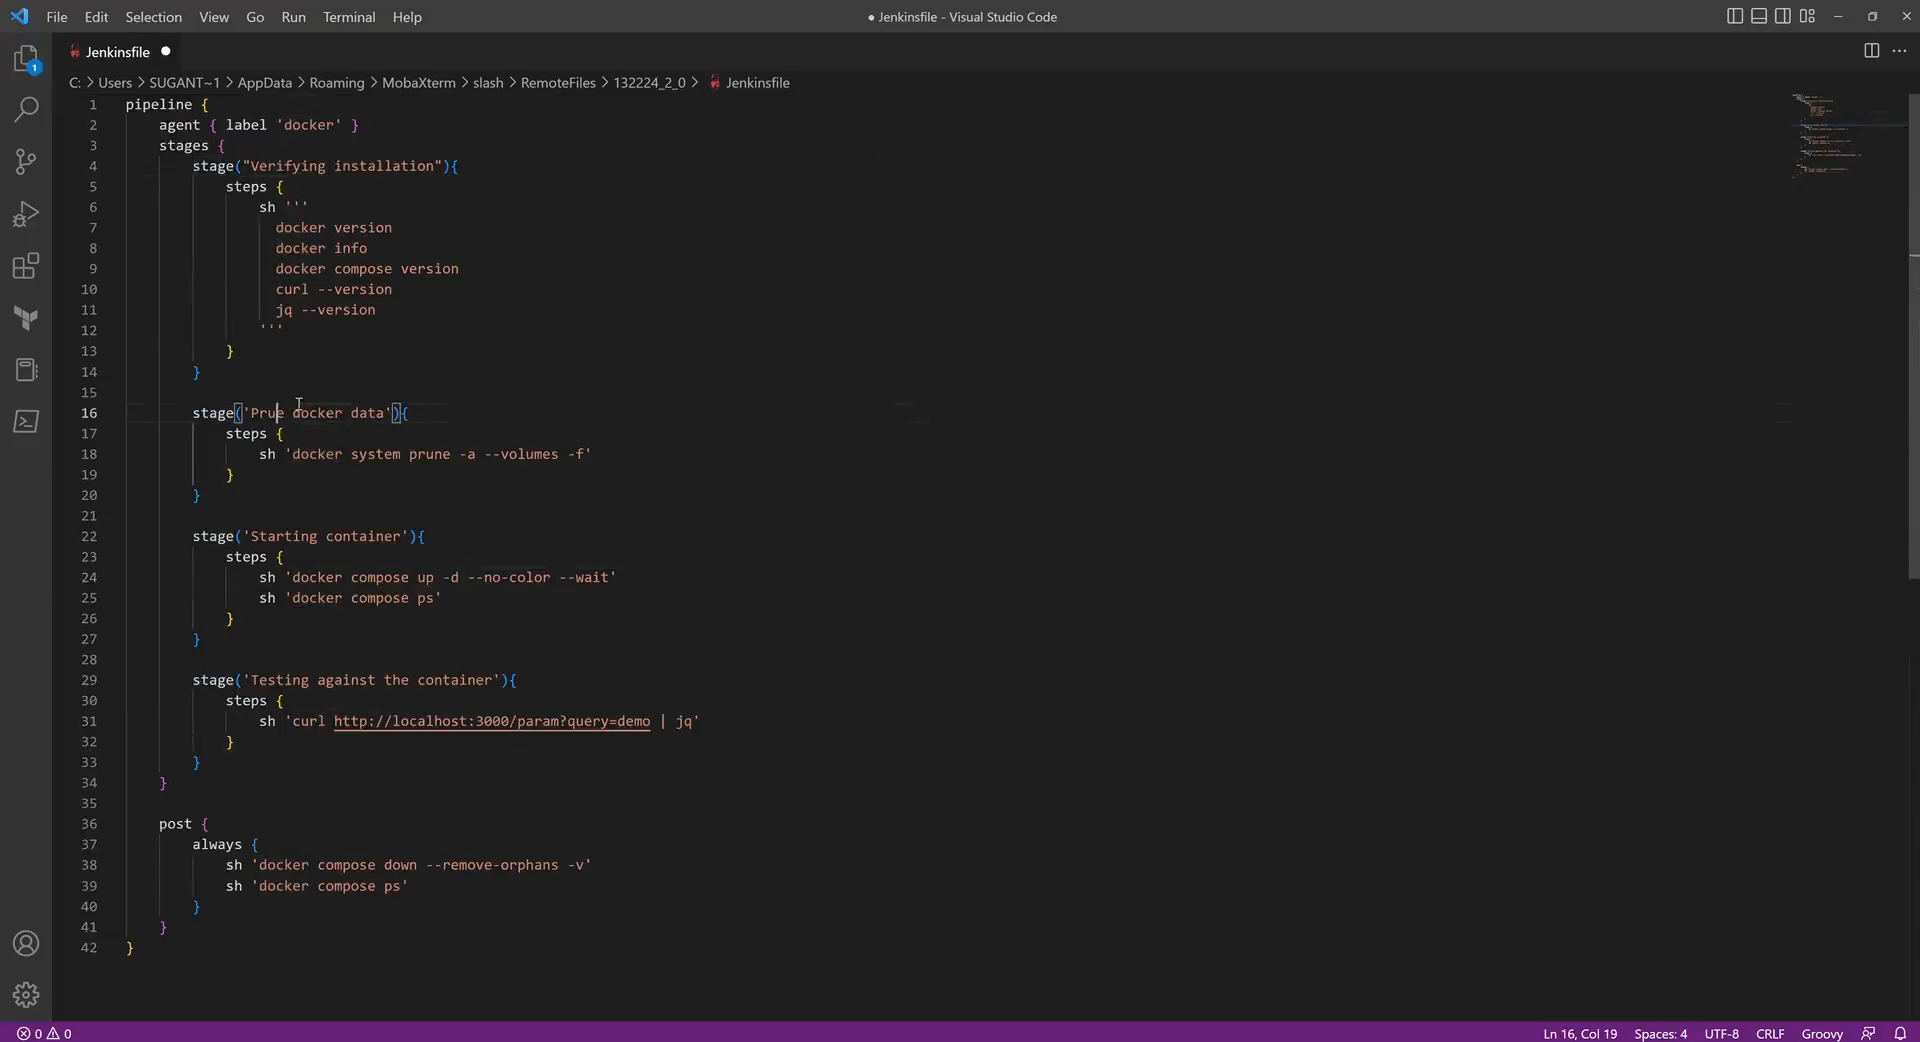 File Edit Selection View Go Run Terminal Help
● Jenkinsfile - Visual Studio Code
Jenkinsfile ●
C: > Users > SUGANT~1 > AppData > Roaming > MobaXterm > slash > RemoteFiles > 132224_2_0 > Jenkinsfile
1 pipeline {
2 agent { label 'docker' }
3 stages {
4 stage("Verifying installation"){
5 steps {
6 sh '''
7 docker version
8 docker info
9 docker compose version
10 curl --version
11 jq --version
12 '''
13 }
14 }
15
16 stage('Prue docker data'){
17 steps {
18 sh 'docker system prune -a --volumes -f'
19 }
20 }
21
22 stage('Starting container'){
23 steps {
24 sh 'docker compose up -d --no-color --wait'
25 sh 'docker compose ps'
26 }
27 }
28
29 stage('Testing against the container'){
30 steps {
31 sh 'curl http://localhost:3000/param?query=demo | jq'
32 }
33 }
34 }
35
36 post {
37 always {
38 sh 'docker compose down --remove-orphans -v'
39 sh 'docker compose ps'
40 }
41 }
42 }
1
0 0
Ln 16, Col 19 Spaces: 4 UTF-8 CRLF Groovy